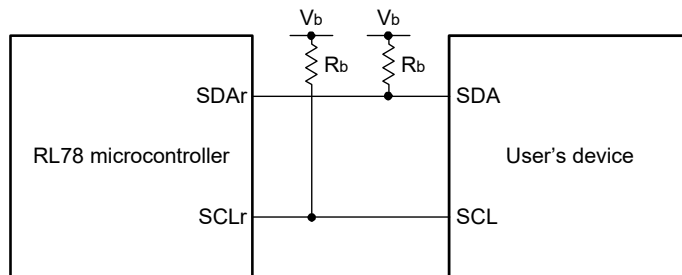 Vb Vb
Rb Rb
SDAr SDA
RL78 microcontroller User's device
SCLr SCL